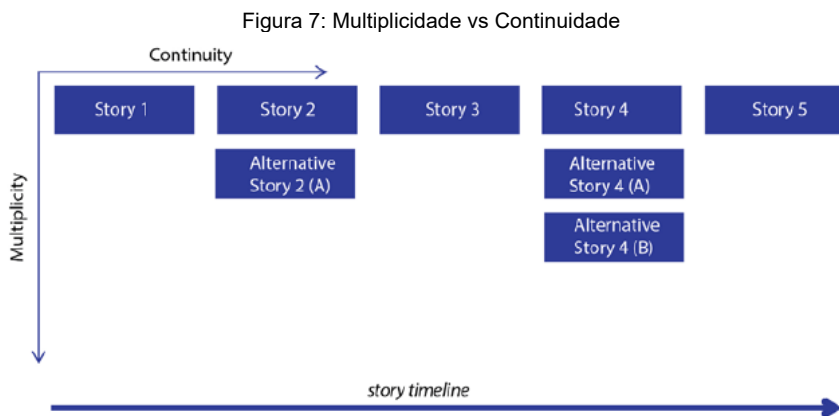 Figura 7: Multiplicidade vs Continuidade
Continuity
Multiplicity
Story 1
Story 2
Story 3
Story 4
Story 5
Alternative
Story 2 (A)
Alternative
Story 4 (A)
Alternative
Story 4 (B)
story timeline